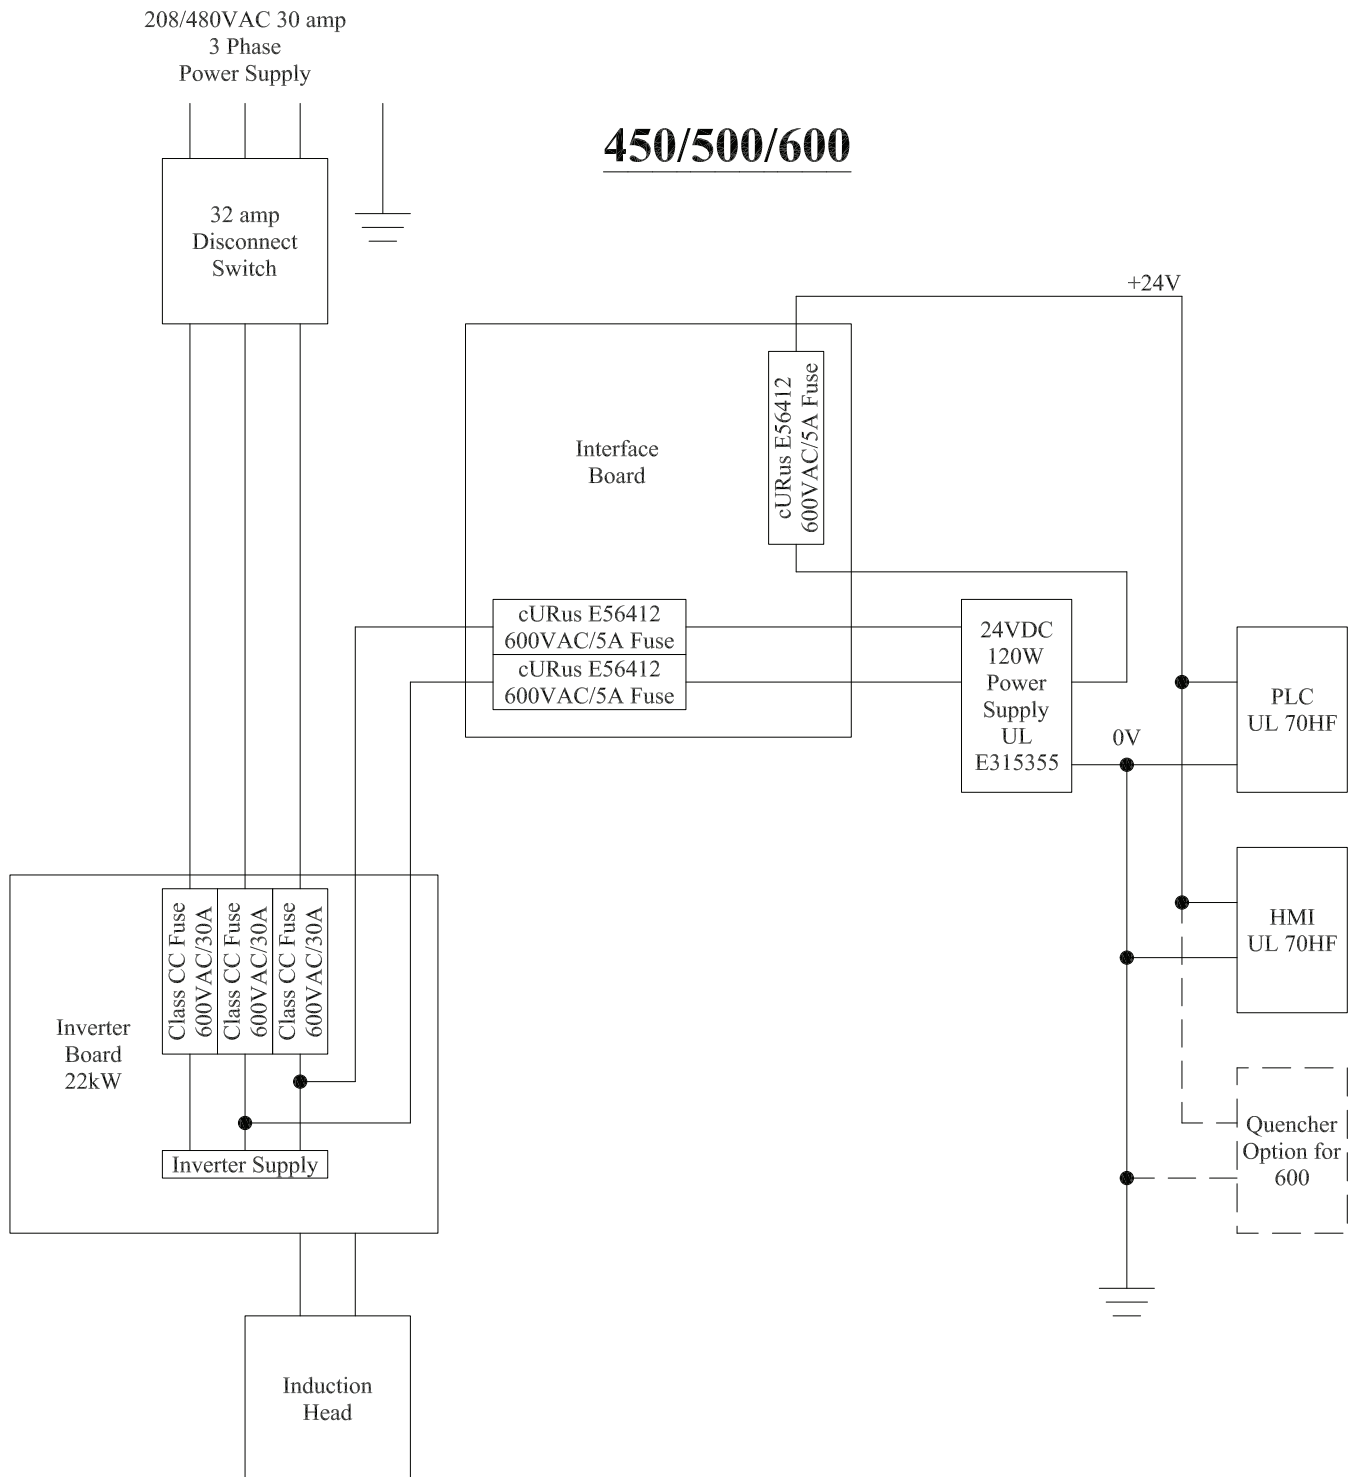 208/480VAC 30 amp
3 Phase
Power Supply
450/500/600
32 amp
Disconnect
Switch
+24V
cURus E56412
600VAC/5A Fuse
Interface
Board
cURus E56412
600VAC/5A Fuse
cURus E56412
600VAC/5A Fuse
24VDC
120W
Power
Supply
UL
E315355
0V
PLC
UL 70HF
HMI
UL 70HF
Class CC Fuse
600VAC/30A
Class CC Fuse
600VAC/30A
Class CC Fuse
600VAC/30A
Inverter
Board
22kW
Inverter Supply
Quencher
Option for
600
Induction
Head